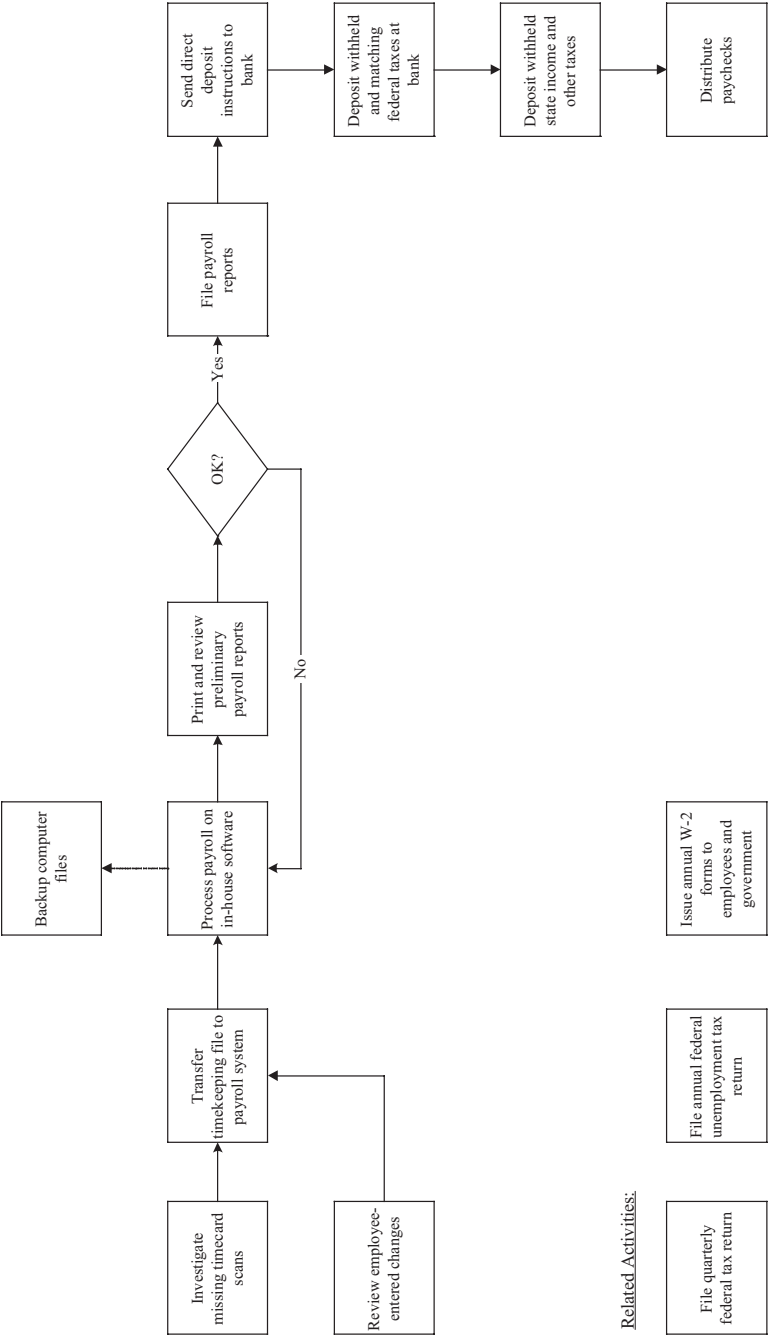 Investigate
missing timecard
scans
Review employee-
entered changes
Transfer
timekeeping file to
payroll system
Backup computer
files
Process payroll on
in-house software
Print and review
preliminary
payroll reports
OK?
No
Yes
File payroll
reports
Send direct
deposit
instructions to
bank
Deposit withheld
and matching
federal taxes at
bank
Deposit withheld
state income and
other taxes
Distribute
paychecks
Related Activities:
File quarterly
federal tax return
File annual federal
unemployment tax
return
Issue annual W-2
forms to
employees and
government